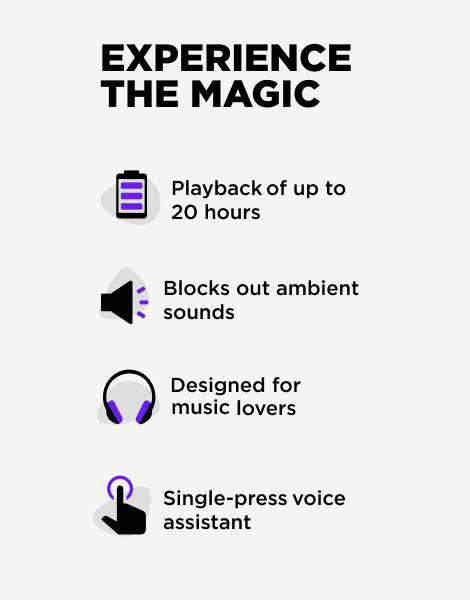 EXPERIENCE
THE MAGIC
Playback of up to
20 hours
Blocks out ambient
sounds
Designed for
music lovers
Single-press voice
assistant